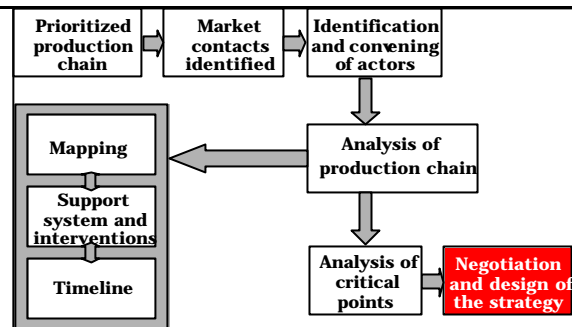 Prioritized
production
chain
Market
contacts
identified
Identification
and convening
of actors
Analysis of
production chain
Mapping
Support
system and
interventions
Timeline
Analysis of
critical
points
Negotiation
and design of
the strategy